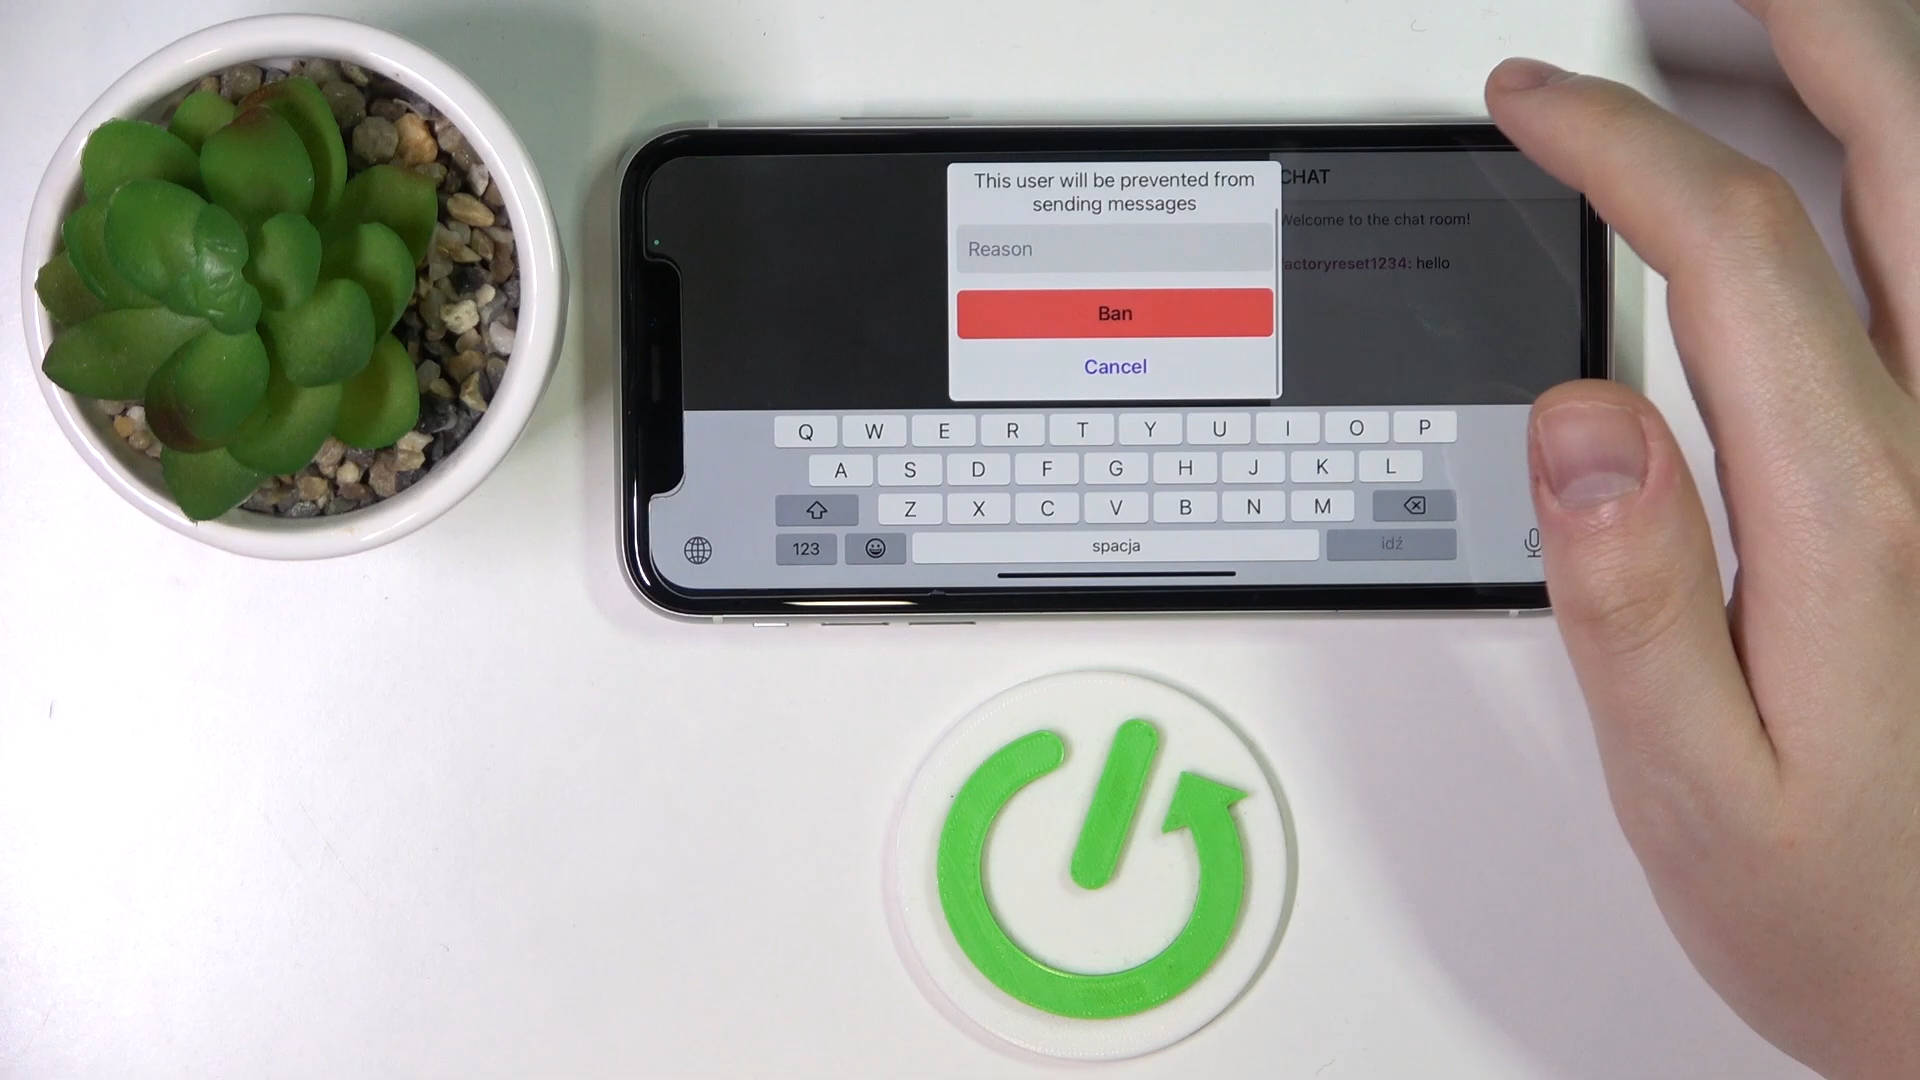 This user will be prevented from
sending messages
Reason
Ban
Cancel
CHAT
Welcome to the chat room!
factoryreset1234: hello
Q W E R T Y U I O P
A S D F G H J K L
Z X C V B N M
123 spacja idź